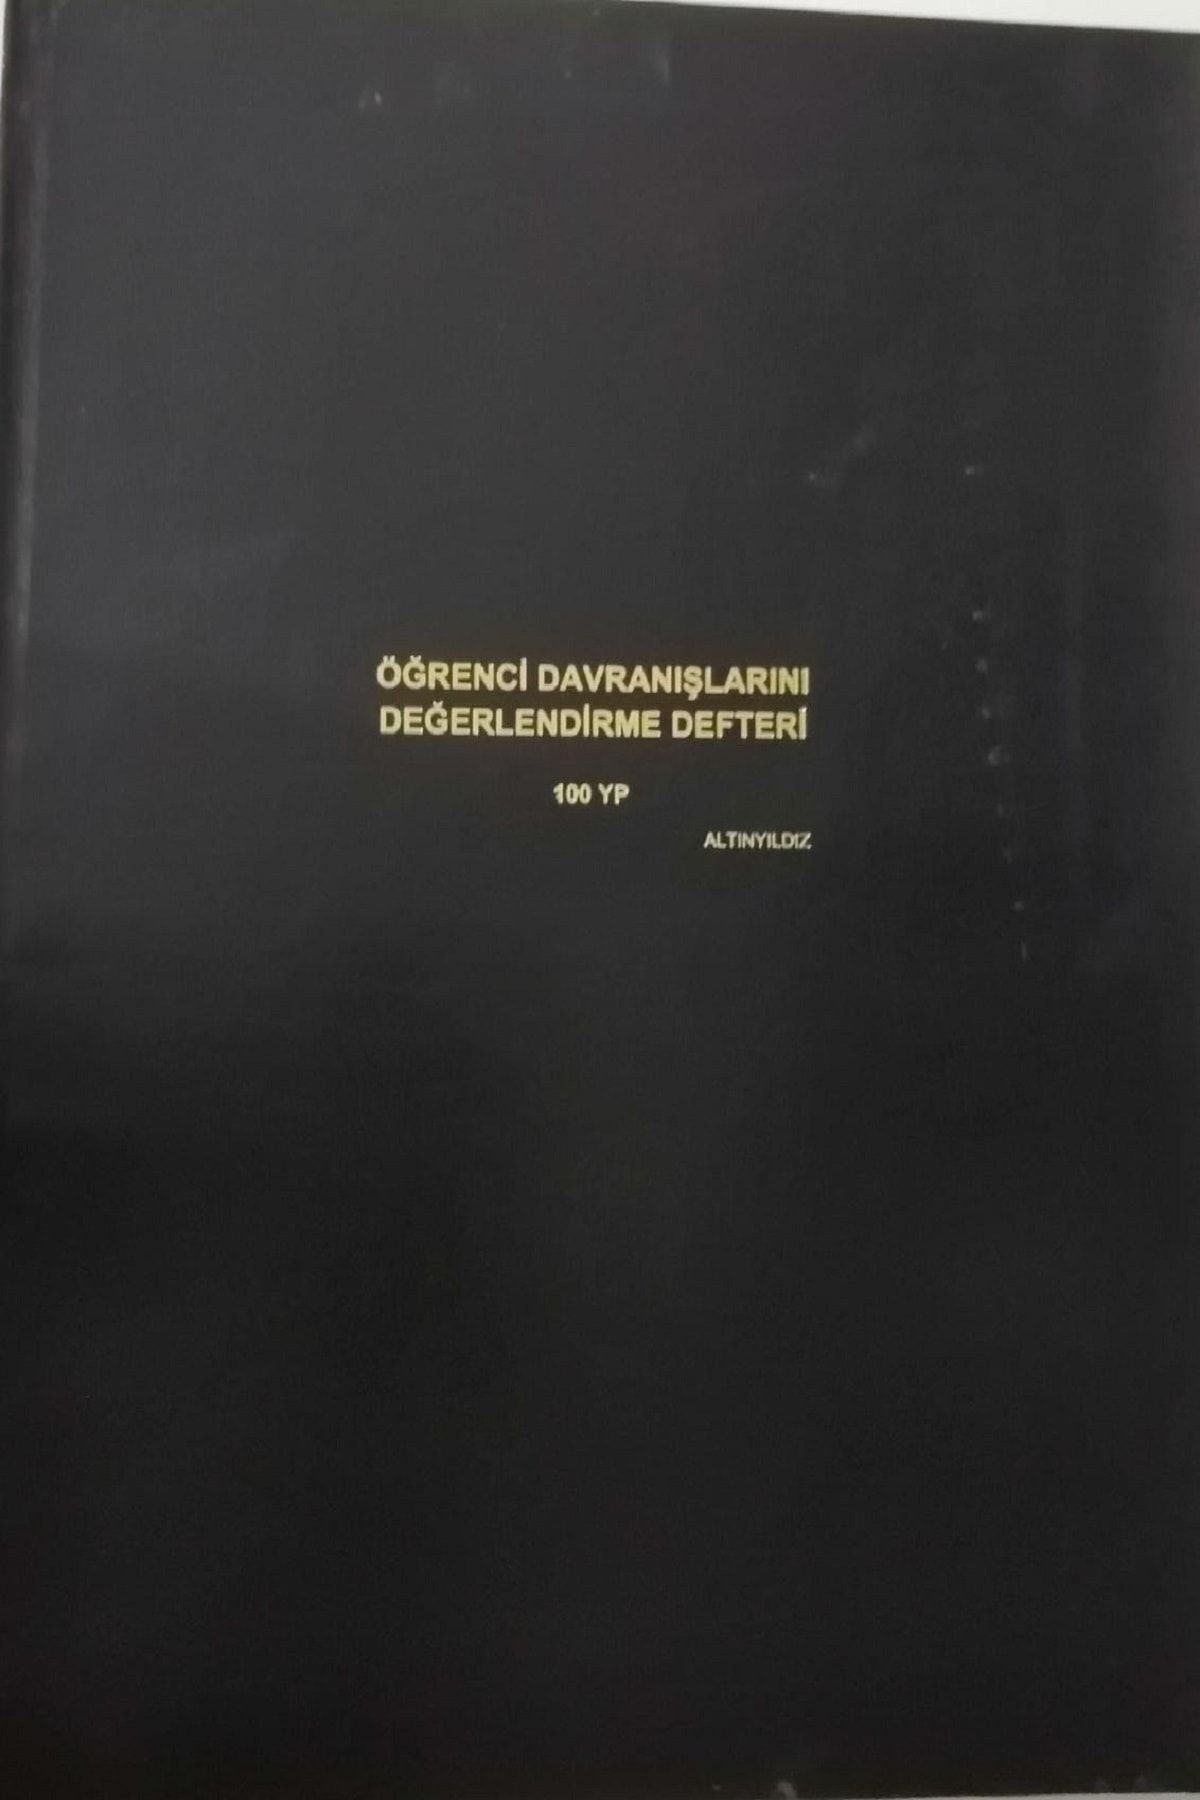 ÖĞRENCİ DAVRANIŞLARINI
DEĞERLENDİRME DEFTERİ
100 YP
ALTINYILDIZ